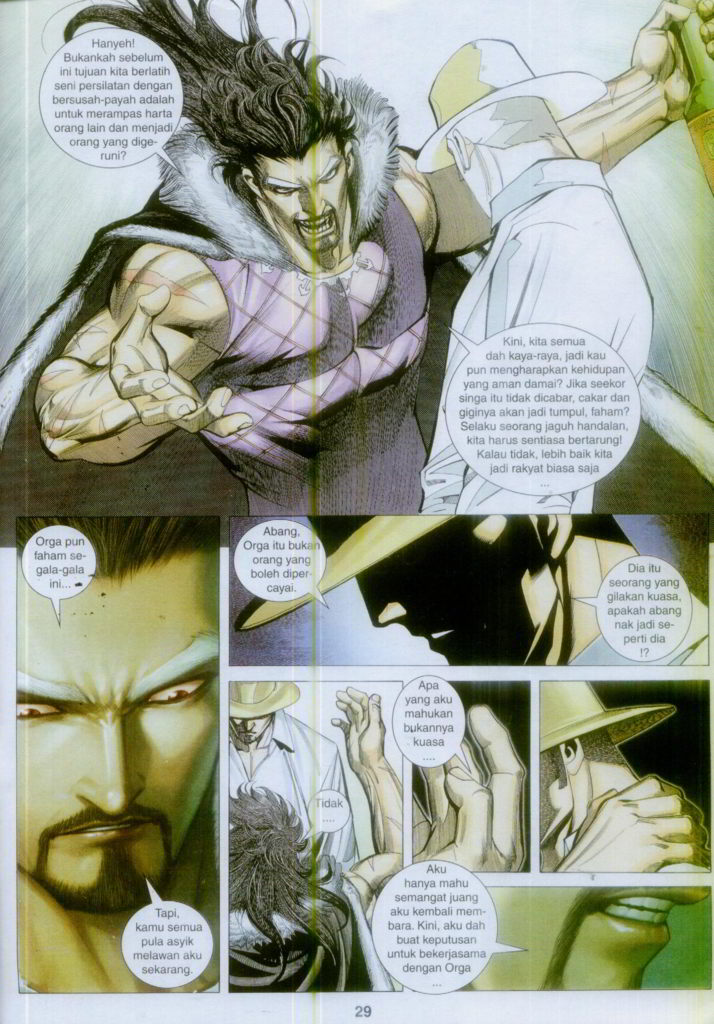 Hanyeh!
Bukankah sebelum
ini tujuan kita berlatih
seni persilatan dengan
bersusah-payah adalah
untuk merampas harta
orang lain dan menjadi
orang yang dige-
runi?
Kini, kita semua
dah kaya-raya, jadi kau
pun mengharapkan kehidupan
yang aman damai? Jika seekor
singa itu tidak dicabar, cakar dan
giginya akan jadi tumpul, faham?
Selaku seorang jaguh handalan,
kita harus sentiasa bertarung!
Kalau tidak, lebih baik kita
jadi rakyat biasa saja
...
Orga pun
faham se-
gala-gala
ini...
Tapi,
kamu semua
pula asyik
melawan aku
sekarang.
Abang,
Orga itu bukan
orang yang
boleh diper-
cayai.
Dia itu
seorang yang
gilakan kuasa,
apakah abang
nak jadi se-
perti dia
!?
Tidak
....
Apa
yang aku
mahukan
bukannya
kuasa
....
Aku
hanya mahu
semangat juang
aku kembali mem-
bara. Kini, aku dah
buat keputusan
untuk bekerjasama
dengan Orga
...
29